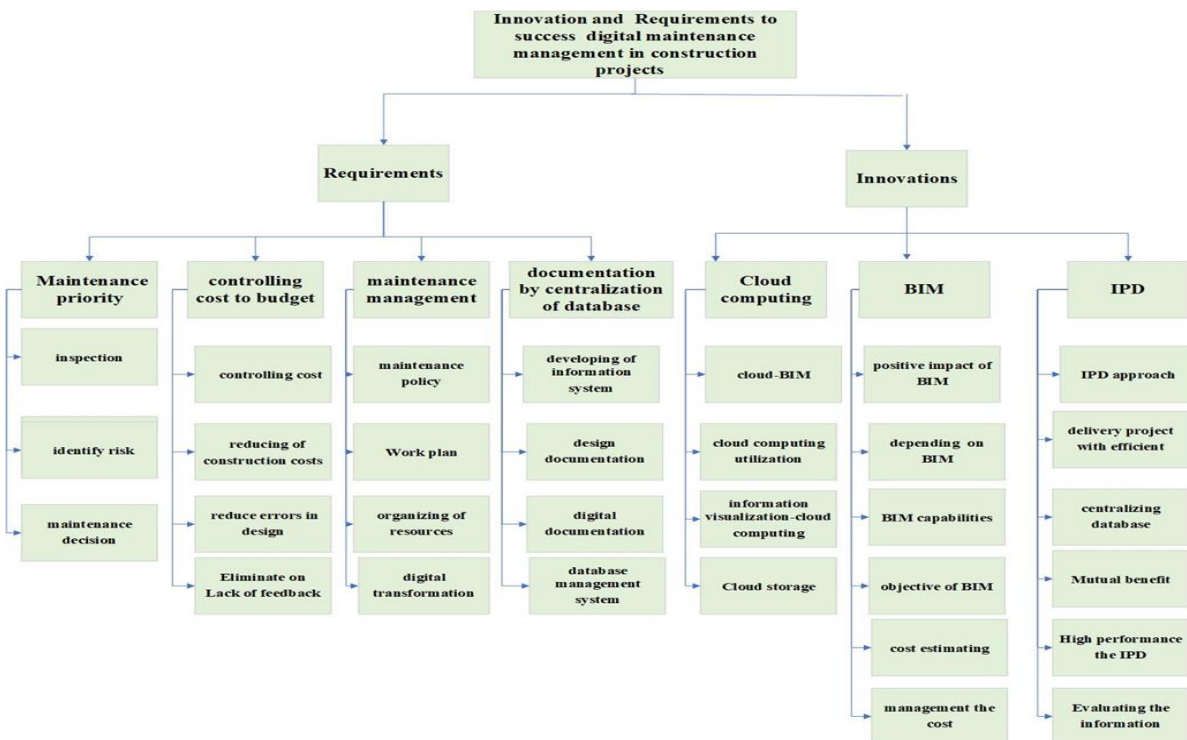 Innovation and Requirements to
success digital maintenance
management in construction
projects
Requirements
Innovations
Maintenance
priority
controlling
cost to budget
maintenance
management
documentation
by centralization
of database
Cloud
computing
BIM
IPD
inspection
identify risk
maintenance
decision
controlling cost
reducing of
construction costs
reduce errors in
design
Eliminate on
Lack of feedback
maintenance
policy
Work plan
organizing of
resources
digital
transformation
developing of
information
system
design
documentation
digital
documentation
database
management
system
cloud-BIM
cloud computing
utilization
information
visualization-cloud
computing
Cloud storage
positive impact of
BIM
depending on
BIM
BIM capabilities
objective of BIM
cost estimating
management the
cost
IPD approach
delivery project
with efficient
centralizing
database
Mutual benefit
High performance
the IPD
Evaluating the
information